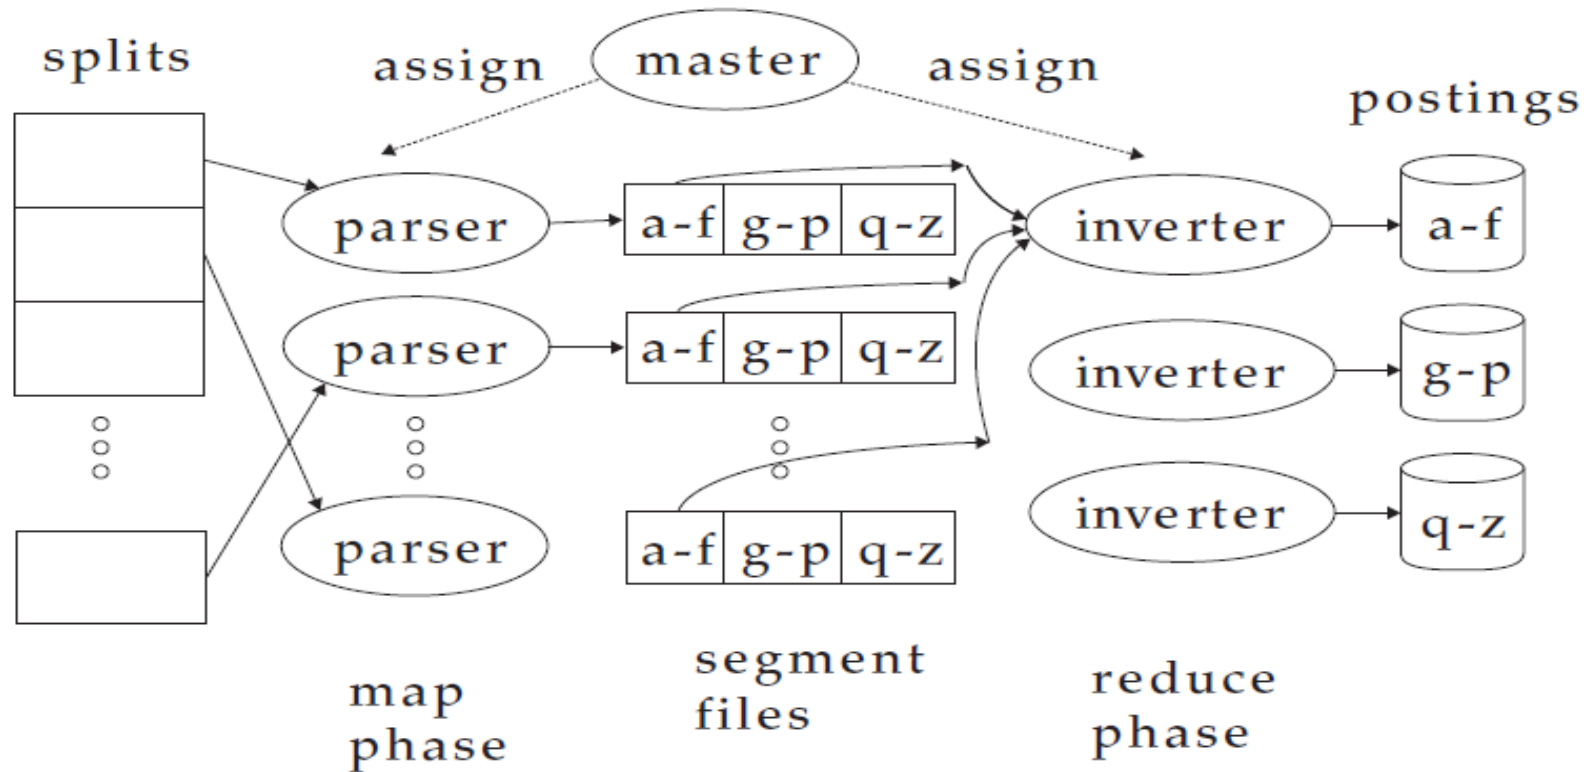 splits
assign
master
assign
postings
parser
a-f g-p q-z
inverter
a-f
parser
a-f g-p q-z
inverter
g-p
parser
a-f g-p q-z
inverter
q-z
map
phase
segment
files
reduce
phase